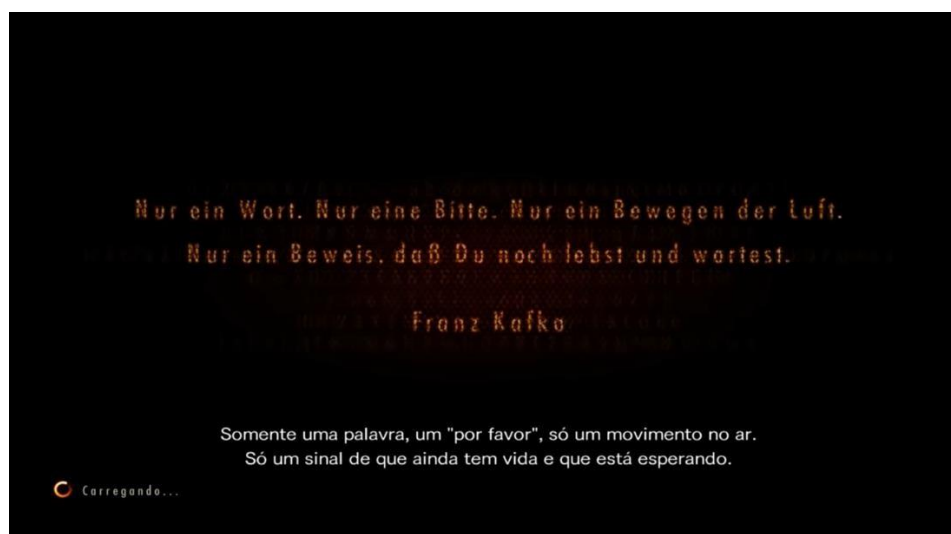 Nur ein Wort. Nur eine Bitte. Nur ein Bewegen der Luft.
Nur ein Beweis, daß Du noch lebst und wartest.
Franz Kafka
Somente uma palavra, um "por favor", só um movimento no ar.
Só um sinal de que ainda tem vida e que está esperando.
Carregando...